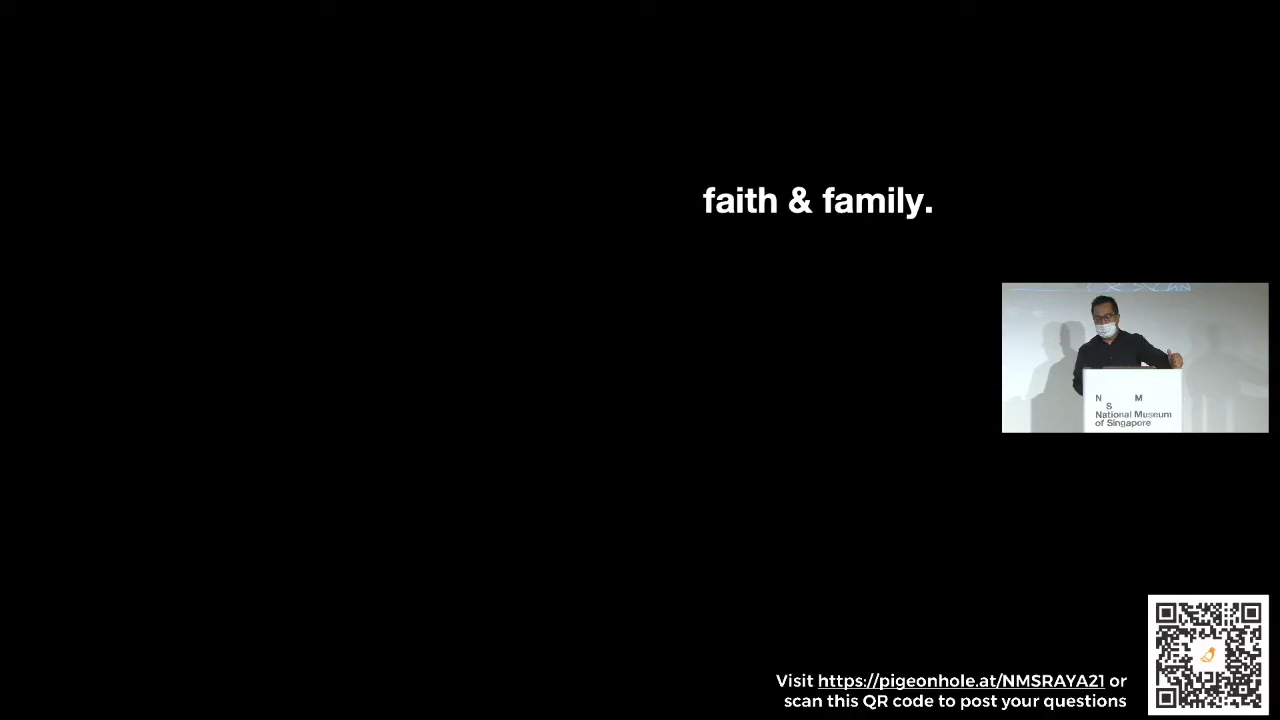 faith & family.
N M
S
National Museum
of Singapore
Visit https://pigeonhole.at/NMSRAYA21 or
scan this QR code to post your questions